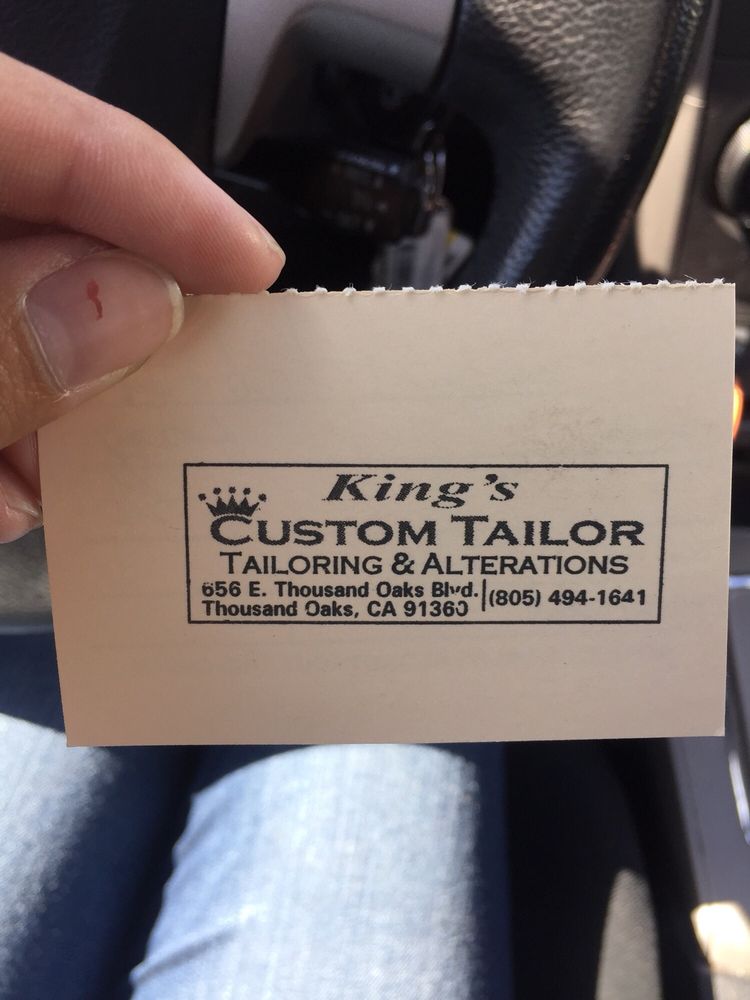 King's
CUSTOM TAILOR
TAILORING & ALTERATIONS
656 E. Thousand Oaks Blvd. (805) 494-1641
Thousand Oaks, CA 91360